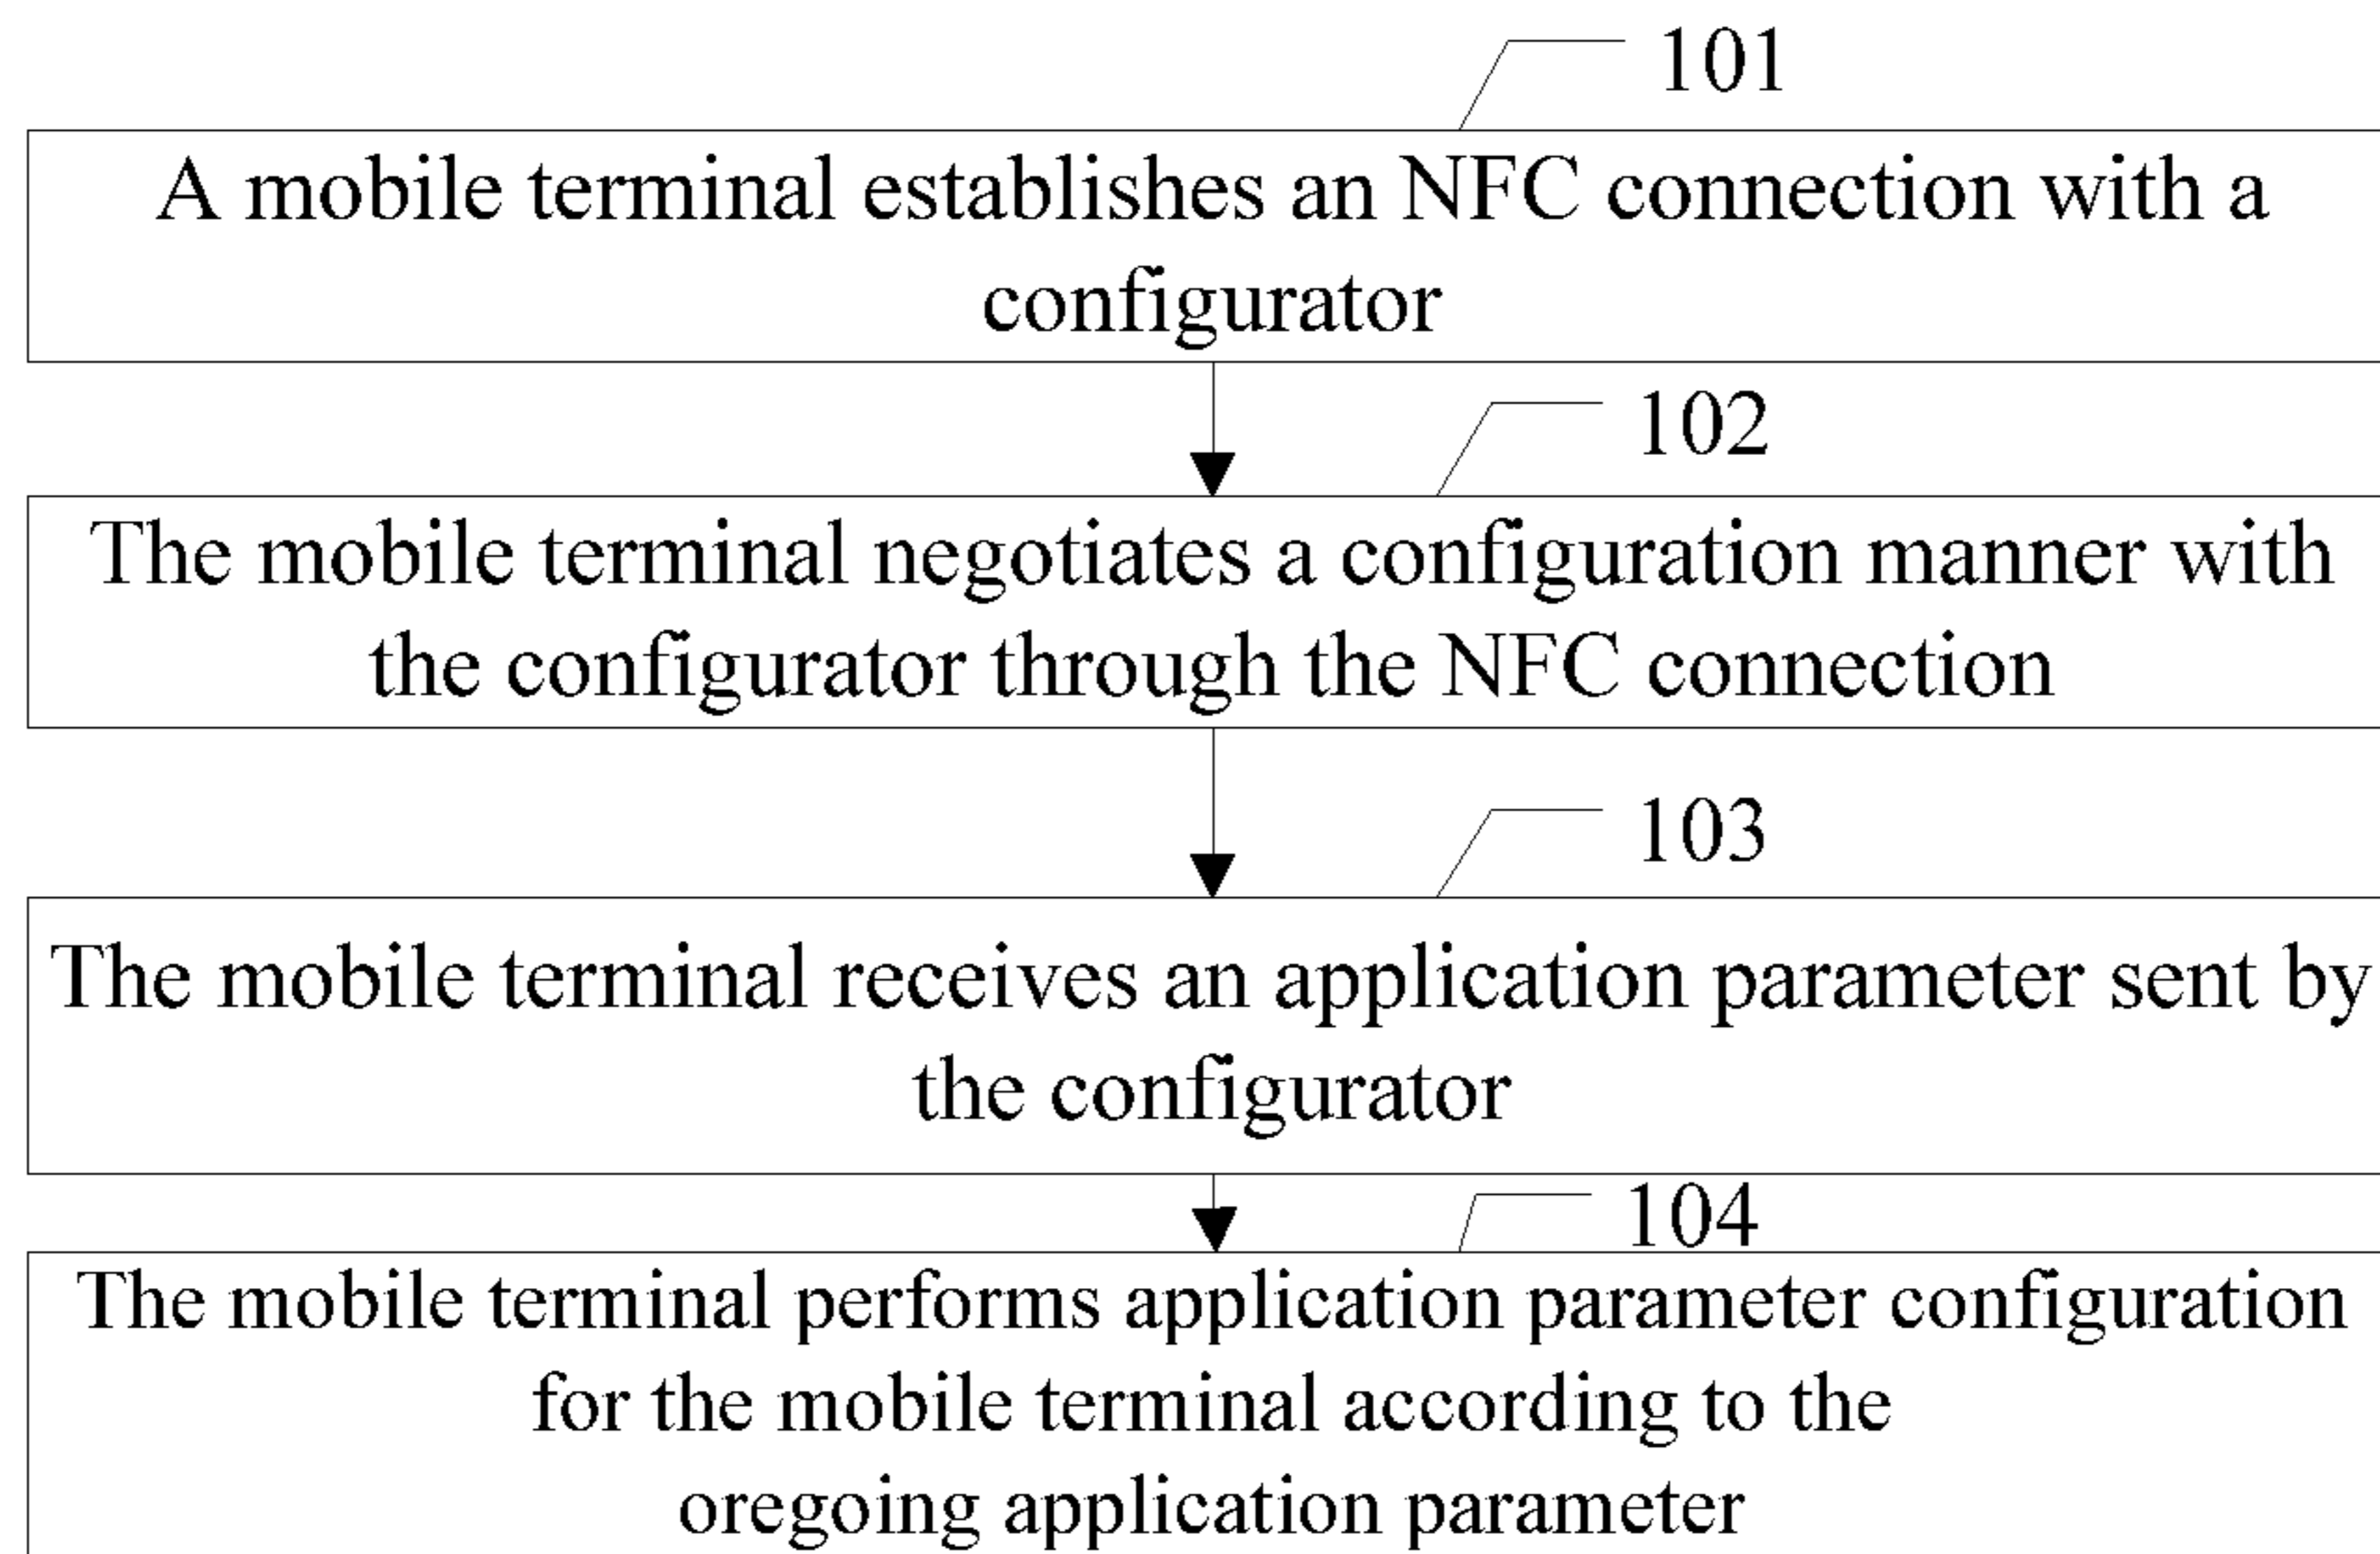 101
A mobile terminal establishes an NFC connection with a
configurator
102
The mobile terminal negotiates a configuration manner with
the configurator through the NFC connection
103
The mobile terminal receives an application parameter sent by
the configurator
104
The mobile terminal performs application parameter configuration
for the mobile terminal according to the
oregoing application parameter